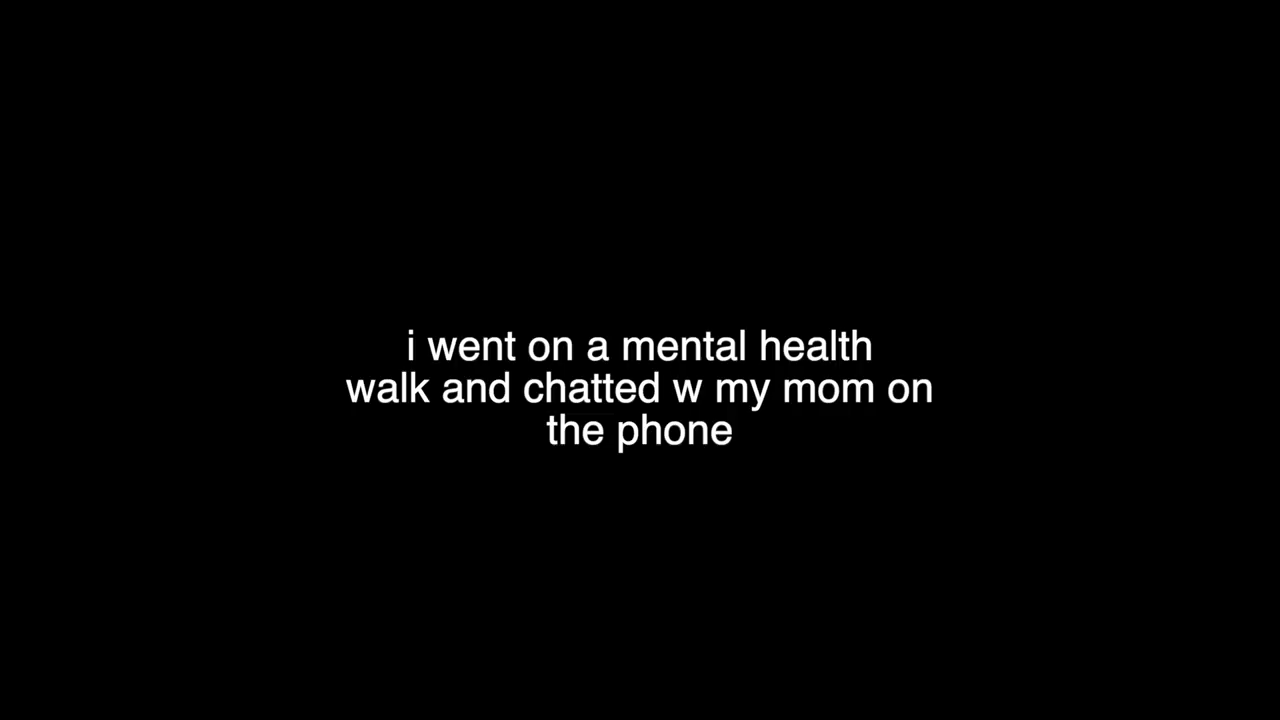 i went on a mental health
walk and chatted w my mom on
the phone